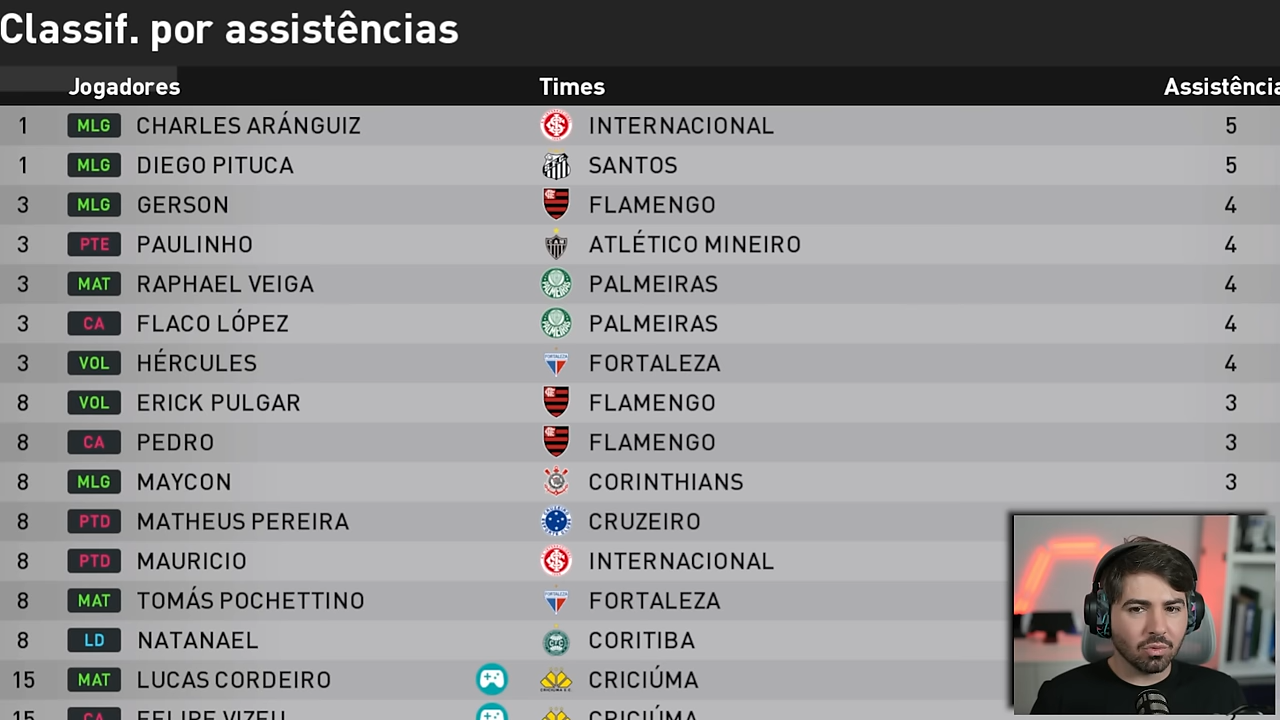 Classif. por assistências
Jogadores Times Assistência
1 MLG CHARLES ARÁNGUIZ INTERNACIONAL 5
1 MLG DIEGO PITUCA SANTOS 5
3 MLG GERSON FLAMENGO 4
3 PTE PAULINHO ATLÉTICO MINEIRO 4
3 MAT RAPHAEL VEIGA PALMEIRAS 4
3 CA FLACO LÓPEZ PALMEIRAS 4
3 VOL HÉRCULES FORTALEZA 4
8 VOL ERICK PULGAR FLAMENGO 3
8 CA PEDRO FLAMENGO 3
8 MLG MAYCON CORINTHIANS 3
8 PTD MATHEUS PEREIRA CRUZEIRO
8 PTD MAURICIO INTERNACIONAL
8 MAT TOMÁS POCHETTINO FORTALEZA
8 LD NATANAEL CORITIBA
15 MAT LUCAS CORDEIRO CRICIÚMA
15 CA FELIPE VIZEU CRICIÚMA